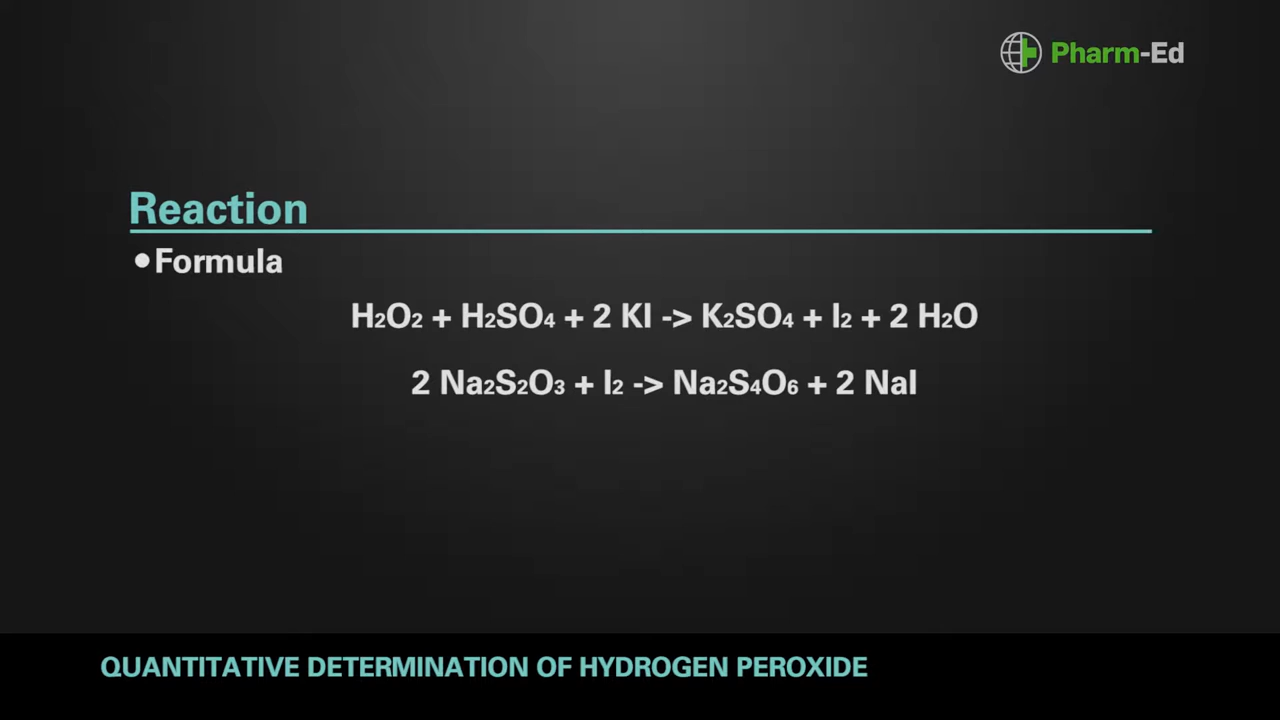 Pharm-Ed
Reaction
•Formula
H₂O₂ + H₂SO₄ + 2 KI -> K₂SO₄ + I₂ + 2 H₂O
2 Na₂S₂O₃ + I₂ -> Na₂S₄O₆ + 2 NaI
QUANTITATIVE DETERMINATION OF HYDROGEN PEROXIDE